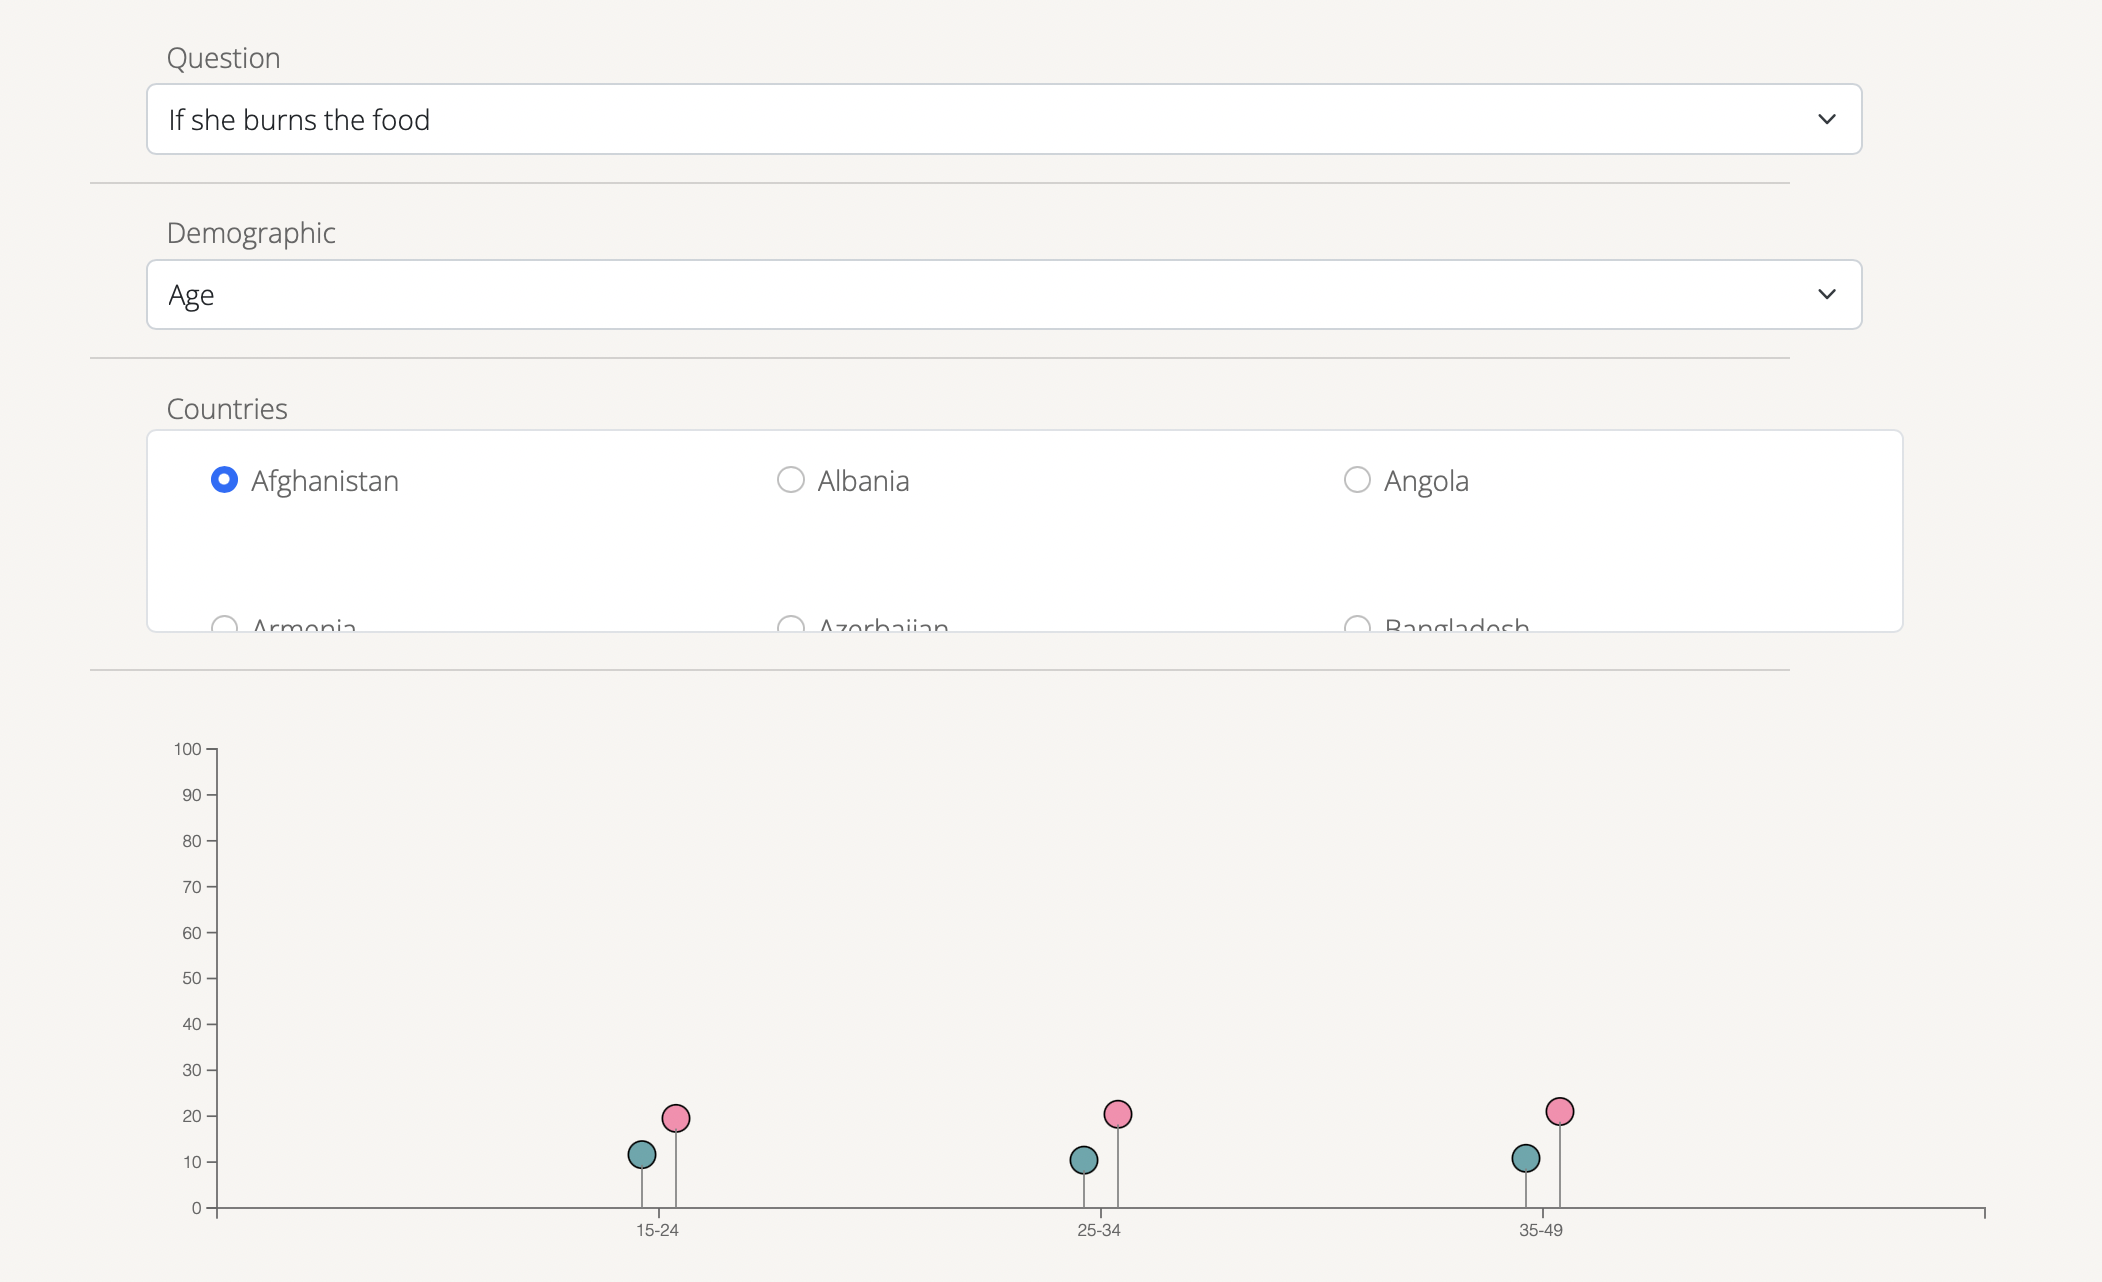 Question
If she burns the food
Demographic
Age
Countries
Afghanistan Albania Angola
Armenia Azerbaijan Bangladesh
100
90
80
70
60
50
40
30
20
10
0
15-24 25-34 35-49